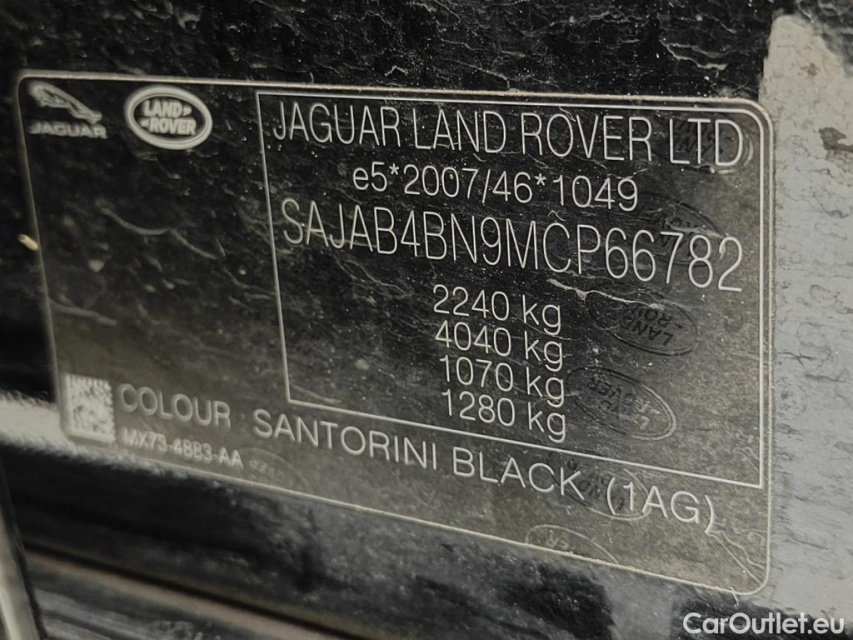 JAGUAR
LAND ROVER
JAGUAR LAND ROVER LTD
e5*2007/46*1049
SAJAB4BN9MCP66782
2240 kg
4040 kg
1070 kg
1280 kg
COLOUR SANTORINI BLACK (1AG)
MX73-4883-AA
CarOutlet.eu